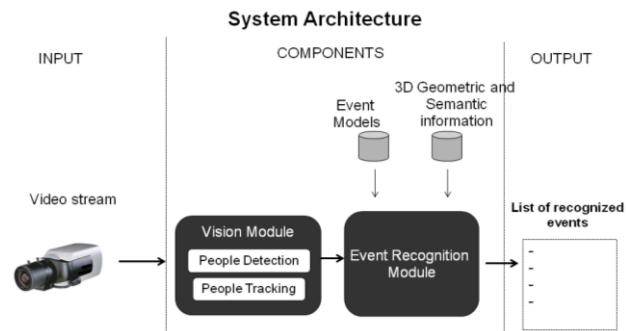 System Architecture
INPUT
COMPONENTS
OUTPUT
Event
Models
3D Geometric and
Semantic
information
Video stream
Vision Module
People Detection
People Tracking
Event Recognition
Module
List of recognized
events
-
-
-
-